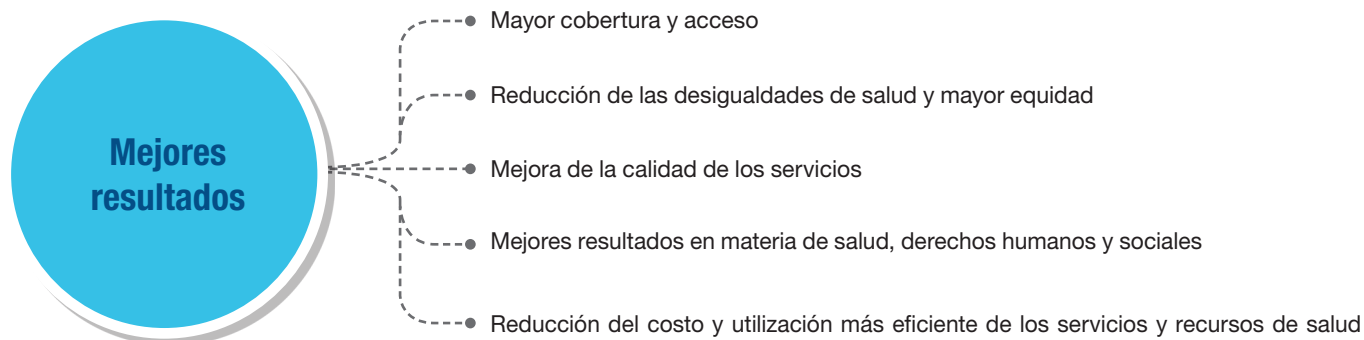 Mayor cobertura y acceso
Reducción de las desigualdades de salud y mayor equidad
Mejores
resultados
Mejora de la calidad de los servicios
Mejores resultados en materia de salud, derechos humanos y sociales
Reducción del costo y utilización más eficiente de los servicios y recursos de salud